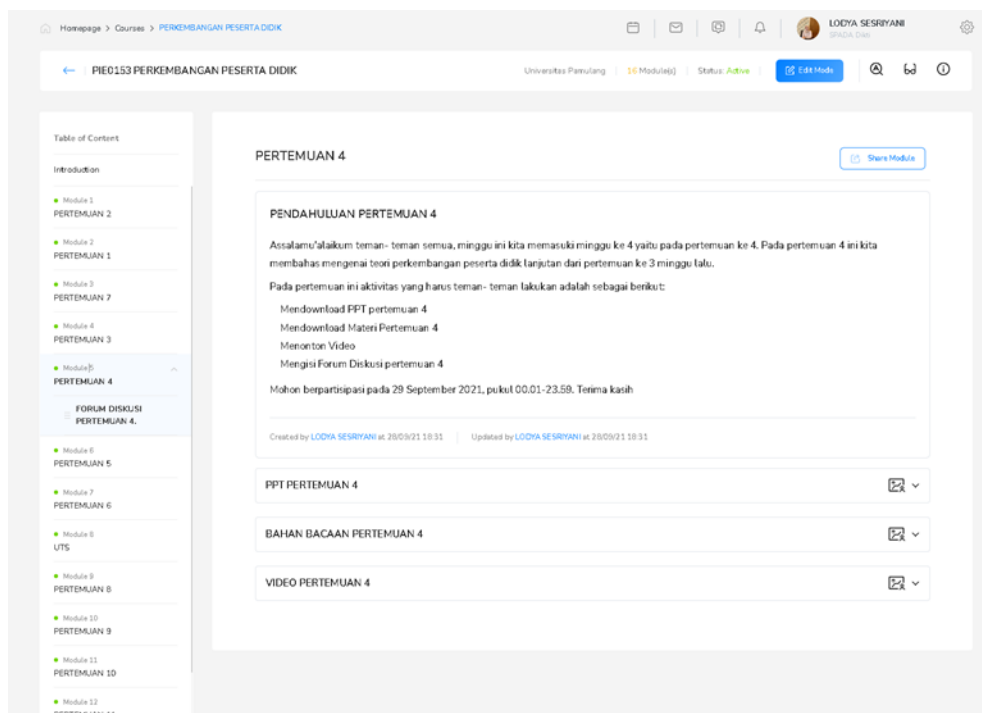 Homepage > Courses > PERKEMBANGAN PESERTA DIDIK
LODYA SESRIYANI
SPADA Dikti
← PIE0153 PERKEMBANGAN PESERTA DIDIK
Universitas Pamulang
16 Module(s)
Status: Active
Edit Mode
Table of Content
Introduction
Module 1
PERTEMUAN 2
Module 2
PERTEMUAN 1
Module 3
PERTEMUAN 7
Module 4
PERTEMUAN 3
Module 5
PERTEMUAN 4
FORUM DISKUSI
PERTEMUAN 4.
Module 6
PERTEMUAN 5
Module 7
PERTEMUAN 6
Module 8
UTS
Module 9
PERTEMUAN 8
Module 10
PERTEMUAN 9
Module 11
PERTEMUAN 10
Module 12
PERTEMUAN 4
Share Module
PENDAHULUAN PERTEMUAN 4
Assalamu'alaikum teman- teman semua, minggu ini kita memasuki minggu ke 4 yaitu pada pertemuan ke 4. Pada pertemuan 4 ini kita
membahas mengenai teori perkembangan peserta didik lanjutan dari pertemuan ke 3 minggu lalu.
Pada pertemuan ini aktivitas yang harus teman- teman lakukan adalah sebagai berikut:
Mendownload PPT pertemuan 4
Mendownload Materi Pertemuan 4
Menonton Video
Mengisi Forum Diskusi pertemuan 4
Mohon berpartisipasi pada 29 September 2021, pukul 00.01-23.59. Terima kasih
Created by LODYA SESRIYANI at 28/09/21 18:31
Updated by LODYA SESRIYANI at 28/09/21 18:31
PPT PERTEMUAN 4
BAHAN BACAAN PERTEMUAN 4
VIDEO PERTEMUAN 4